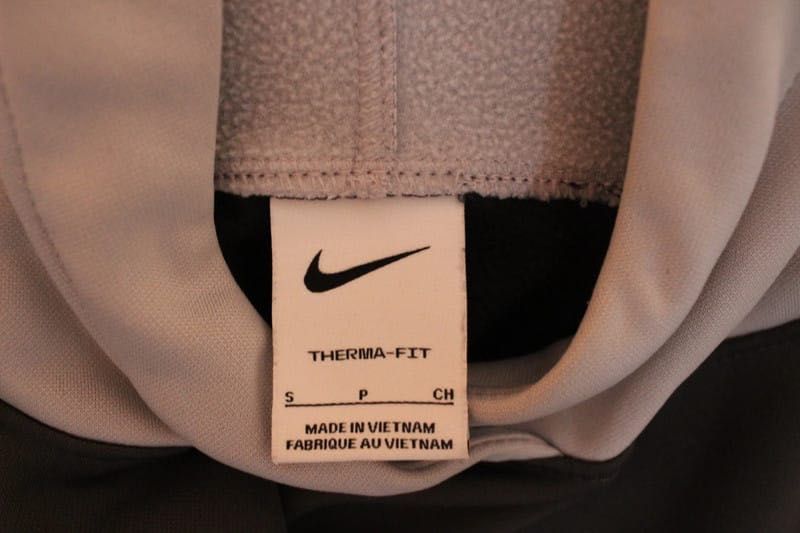 THERMA-FIT
S P CH
MADE IN VIETNAM
FABRIQUE AU VIETNAM